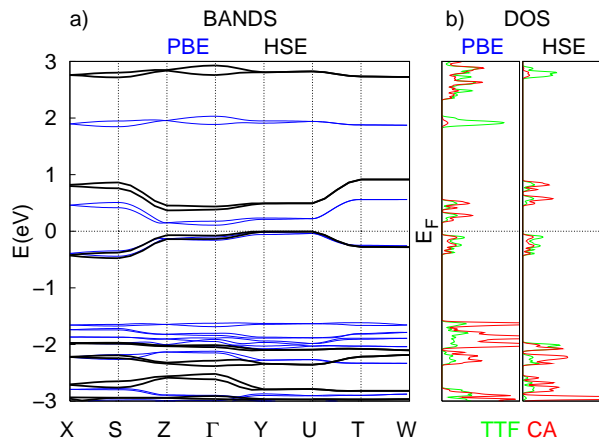 a) BANDS b) DOS
PBE HSE PBE HSE
3
2
1
0
−1
−2
−3
E(eV)
E_F
X S Z Γ Y U T W
TTF CA